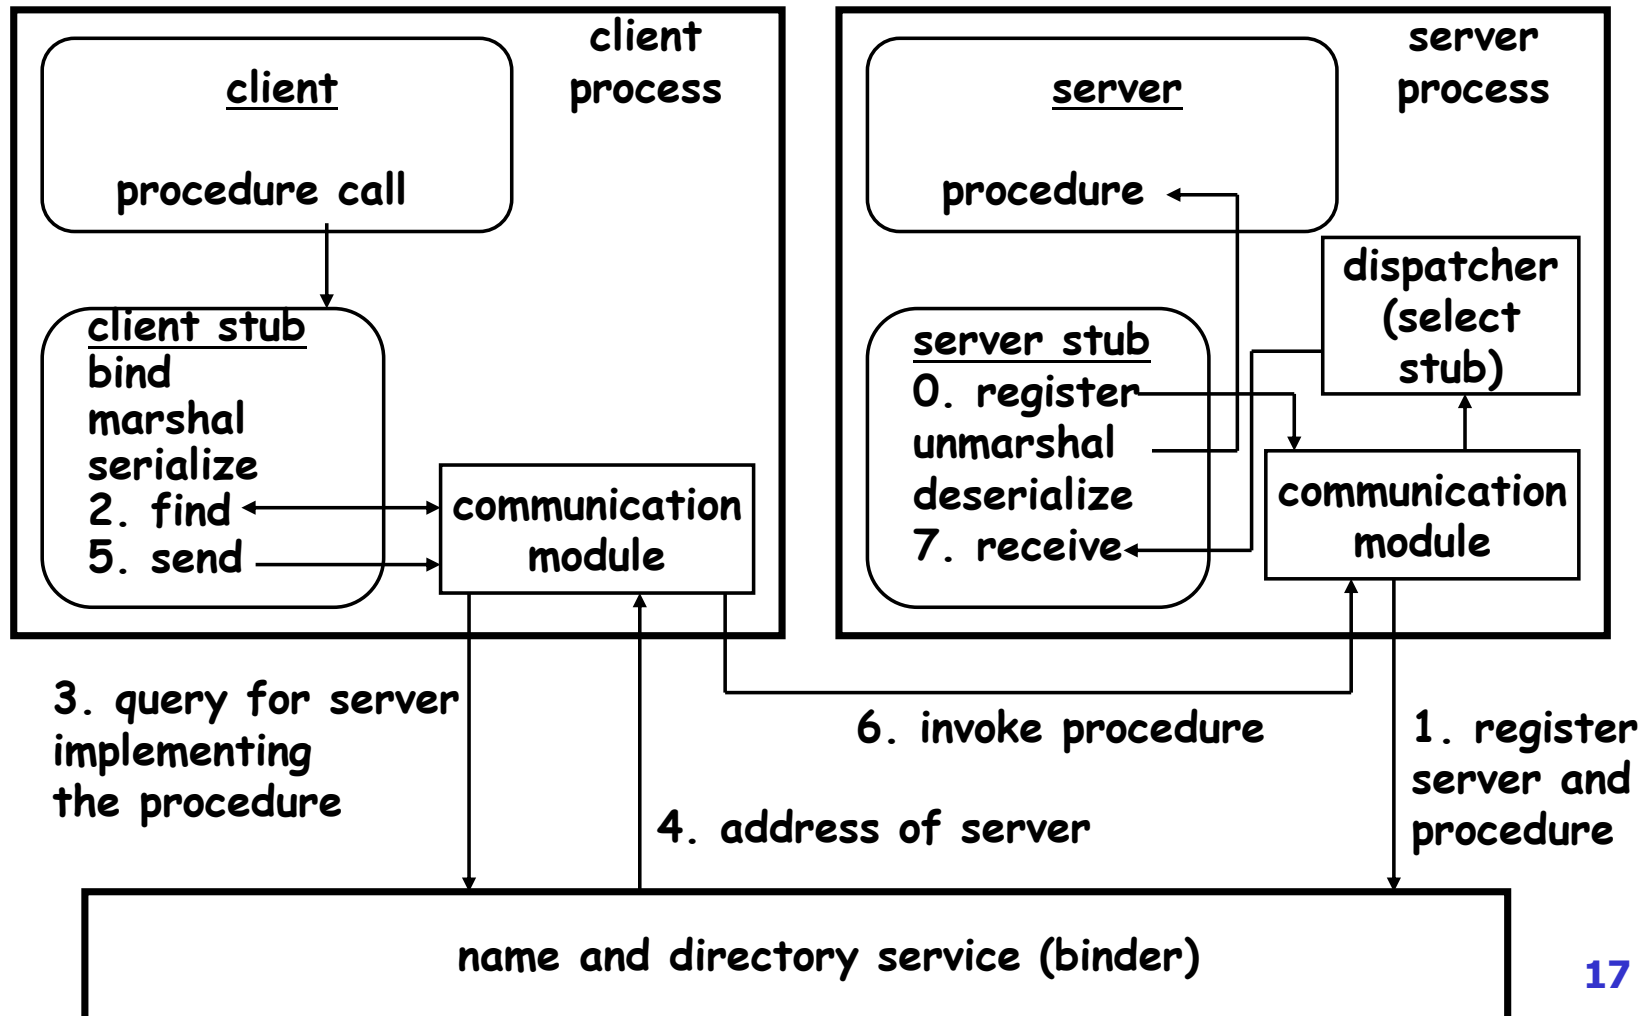 client
process
client
procedure call
client stub
bind
marshal
serialize
2. find
5. send
communication
module
server
process
server
procedure
dispatcher
(select
stub)
server stub
0. register
unmarshal
deserialize
7. receive
communication
module
3. query for server
implementing
the procedure
4. address of server
6. invoke procedure
1. register
server and
procedure
name and directory service (binder)
17